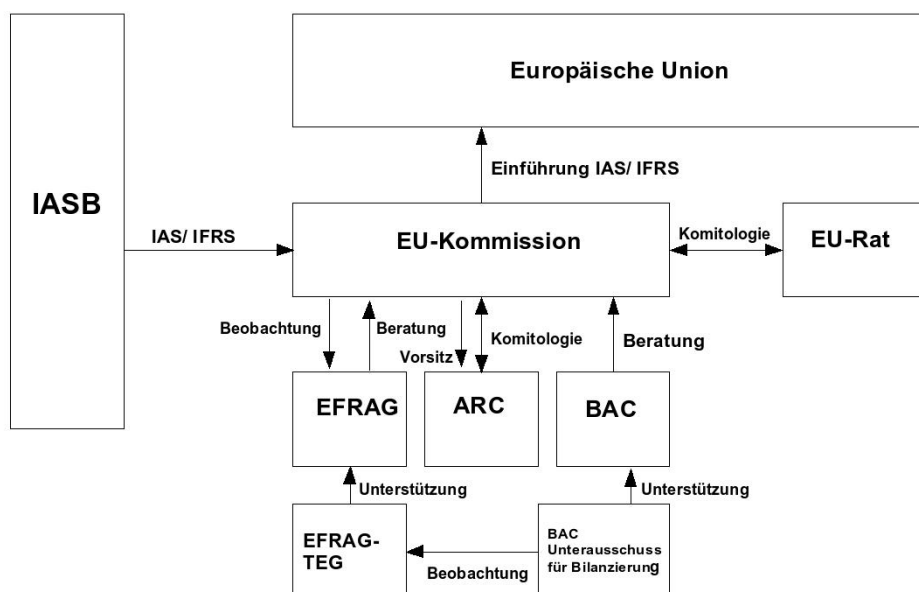 Europäische Union
IASB
Einführung IAS/ IFRS
IAS/ IFRS
EU-Kommission
Komitologie
EU-Rat
Beobachtung
Beratung
Vorsitz
Komitologie
Beratung
EFRAG
ARC
BAC
Unterstützung
Unterstützung
EFRAG-
TEG
Beobachtung
BAC
Unterausschuss
für Bilanzierung